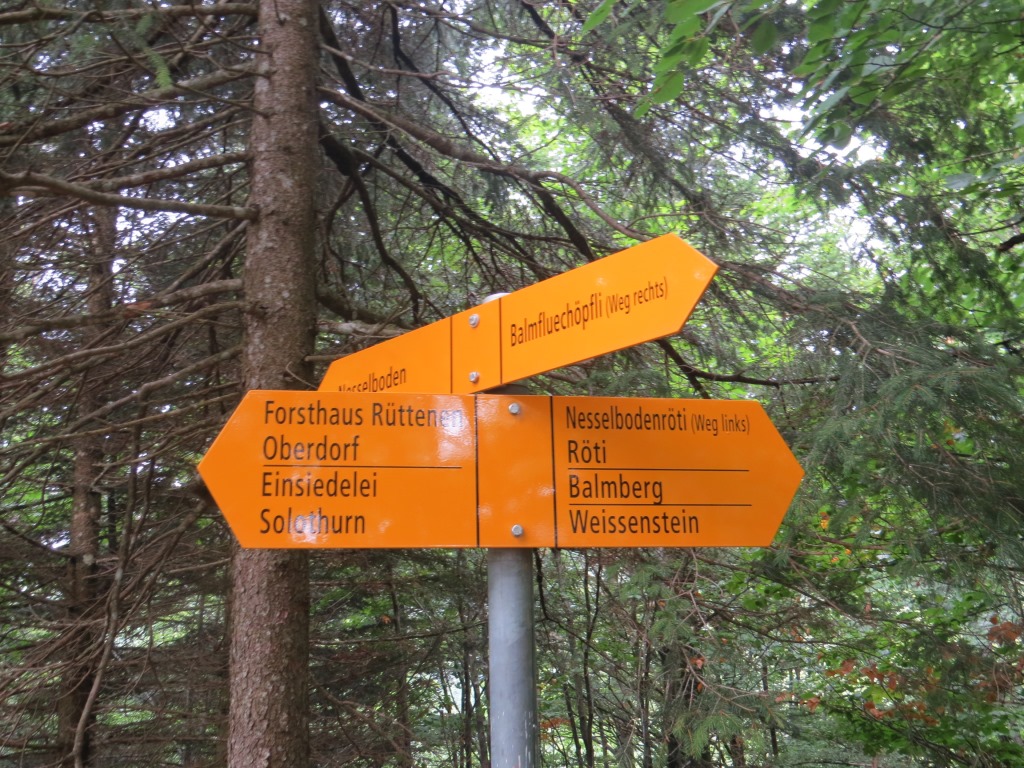 Nesselboden
Balmfluechöpfli (Weg rechts)
Forsthaus Rüttenen
Oberdorf
Einsiedelei
Solothurn
Nesselbodenröti (Weg links)
Röti
Balmberg
Weissenstein